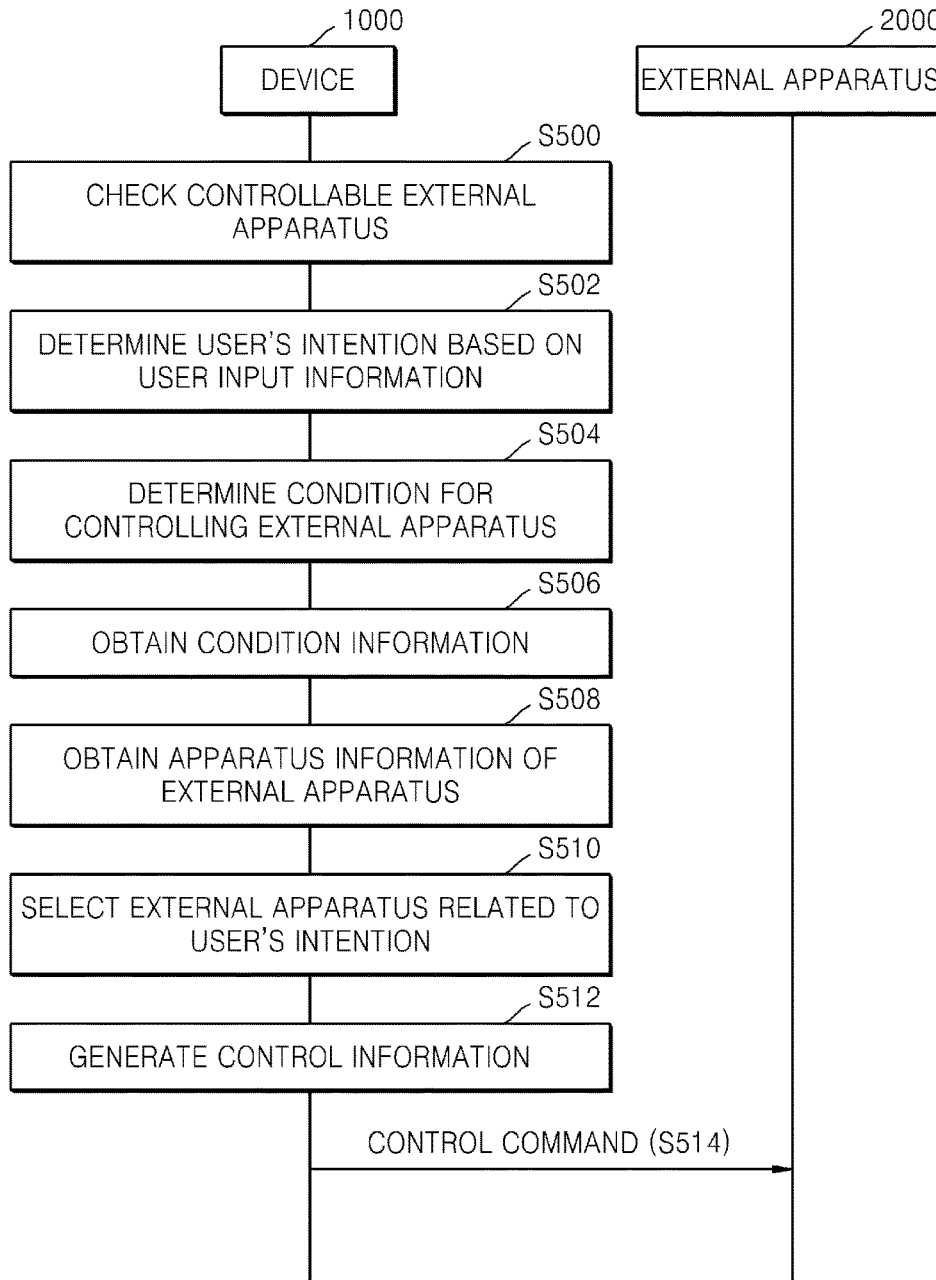 1000
2000
DEVICE
EXTERNAL APPARATUS
S500
CHECK CONTROLLABLE EXTERNAL
APPARATUS
S502
DETERMINE USER'S INTENTION BASED ON
USER INPUT INFORMATION
S504
DETERMINE CONDITION FOR
CONTROLLING EXTERNAL APPARATUS
S506
OBTAIN CONDITION INFORMATION
S508
OBTAIN APPARATUS INFORMATION OF
EXTERNAL APPARATUS
S510
SELECT EXTERNAL APPARATUS RELATED TO
USER'S INTENTION
S512
GENERATE CONTROL INFORMATION
CONTROL COMMAND (S514)